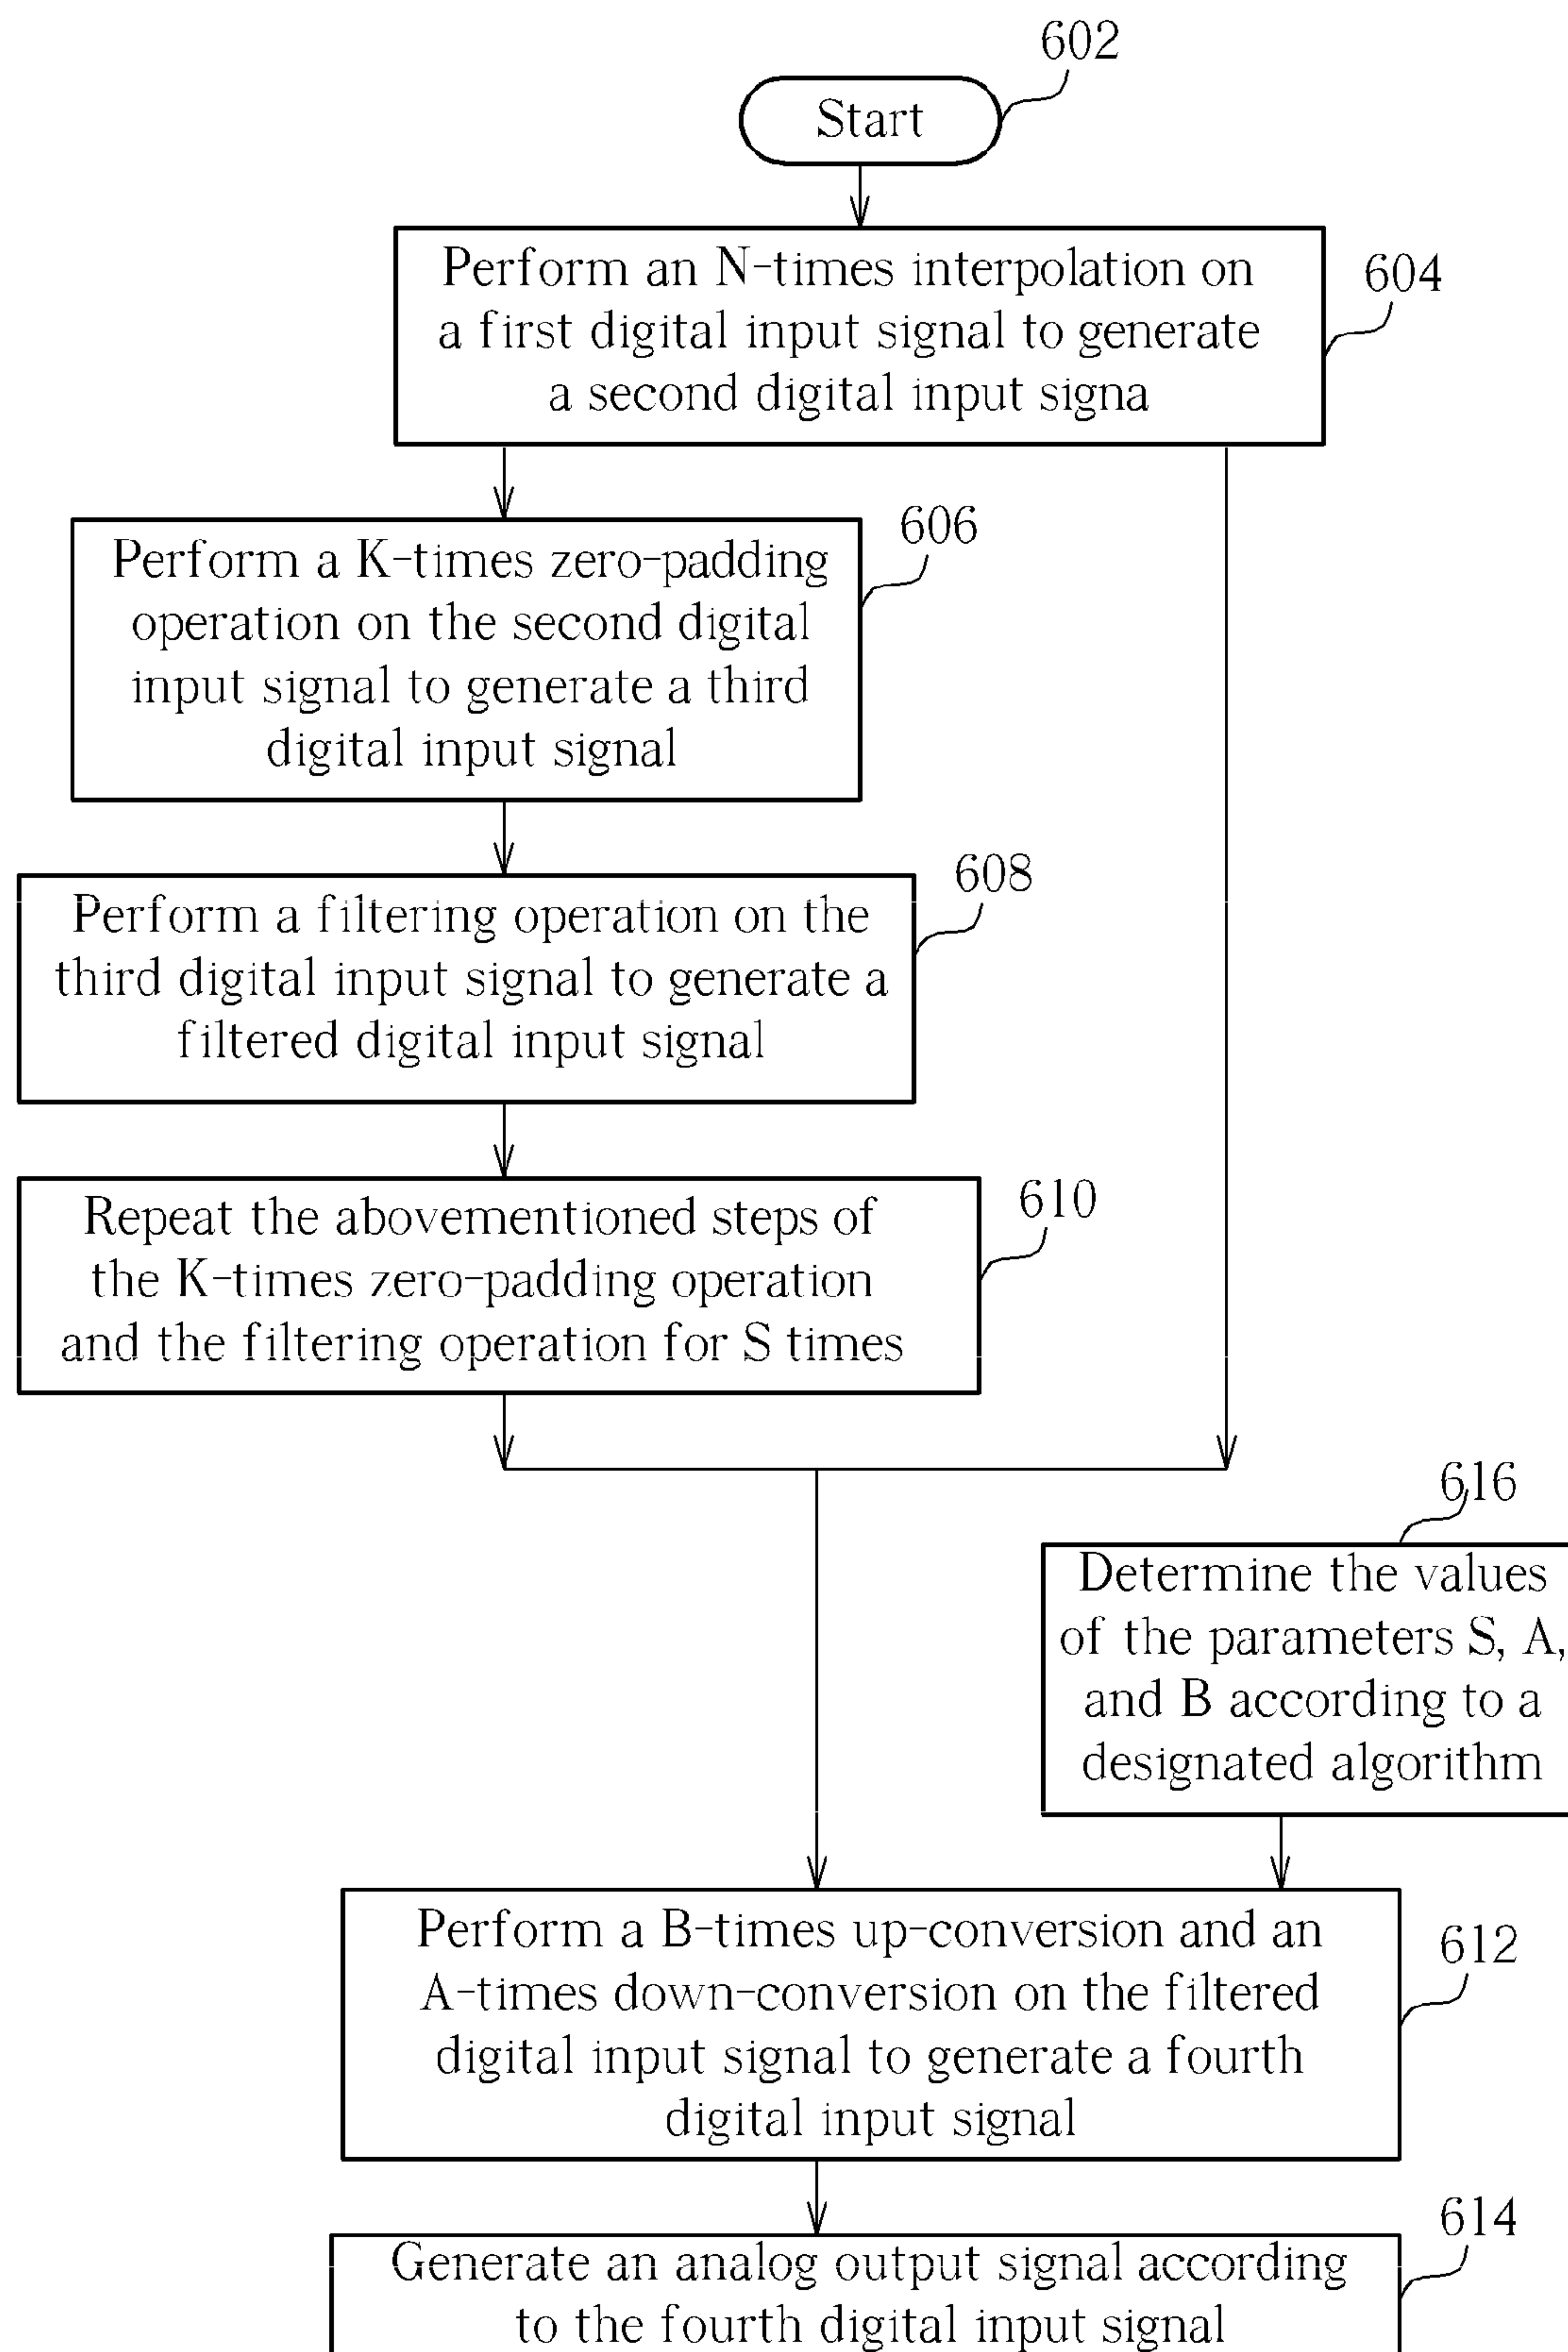 602
Start
Perform an N-times interpolation on
a first digital input signal to generate
a second digital input signa
604
Perform a K-times zero-padding
operation on the second digital
input signal to generate a third
digital input signal
606
Perform a filtering operation on the
third digital input signal to generate a
filtered digital input signal
608
Repeat the abovementioned steps of
the K-times zero-padding operation
and the filtering operation for S times
610
616
Determine the values
of the parameters S, A,
and B according to a
designated algorithm
Perform a B-times up-conversion and an
A-times down-conversion on the filtered
digital input signal to generate a fourth
digital input signal
612
614
Generate an analog output signal according
to the fourth digital input signal